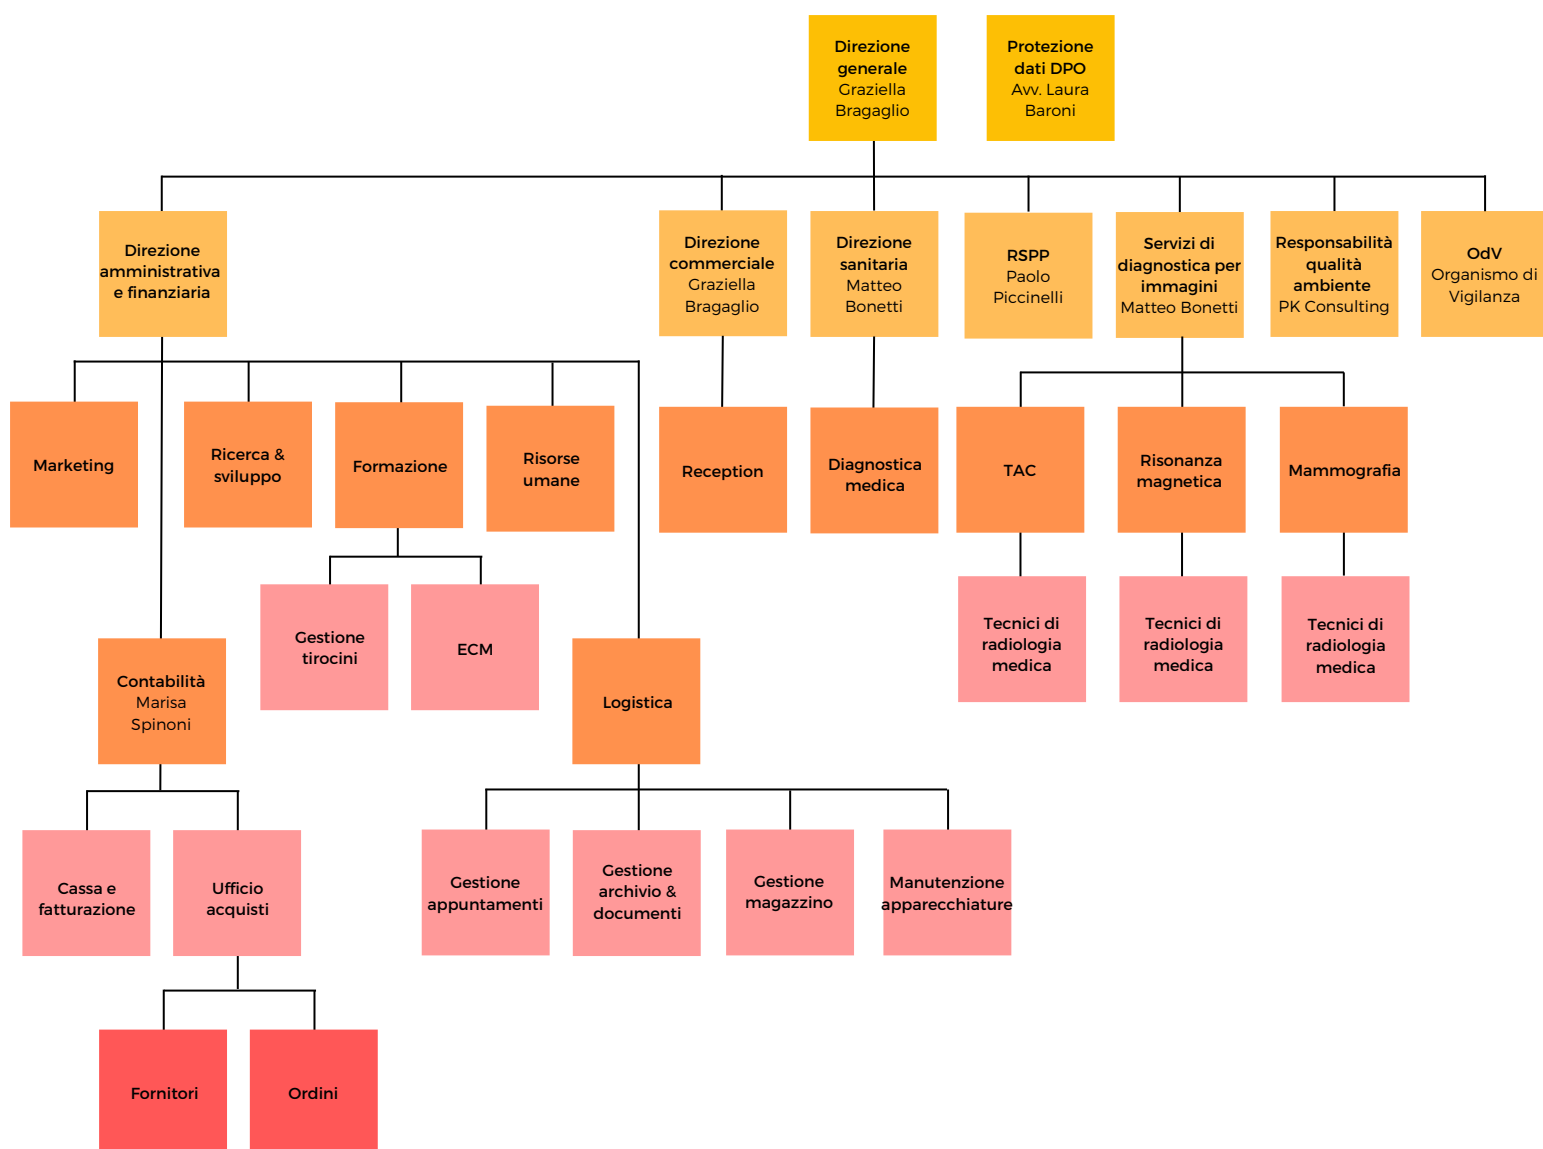 Direzione
generale
Graziella
Bragaglio
Protezione
dati DPO
Avv. Laura
Baroni
Direzione
amministrativa
e finanziaria
Direzione
commerciale
Graziella
Bragaglio
Direzione
sanitaria
Matteo
Bonetti
RSPP
Paolo
Piccinelli
Servizi di
diagnostica per
immagini
Matteo Bonetti
Responsabilità
qualità
ambiente
PK Consulting
OdV
Organismo di
Vigilanza
Marketing
Ricerca &
sviluppo
Formazione
Risorse
umane
Reception
Diagnostica
medica
TAC
Risonanza
magnetica
Mammografia
Gestione
tirocini
ECM
Tecnici di
radiologia
medica
Tecnici di
radiologia
medica
Tecnici di
radiologia
medica
Contabilità
Marisa
Spinoni
Logistica
Cassa e
fatturazione
Ufficio
acquisti
Gestione
appuntamenti
Gestione
archivio &
documenti
Gestione
magazzino
Manutenzione
apparecchiature
Fornitori
Ordini